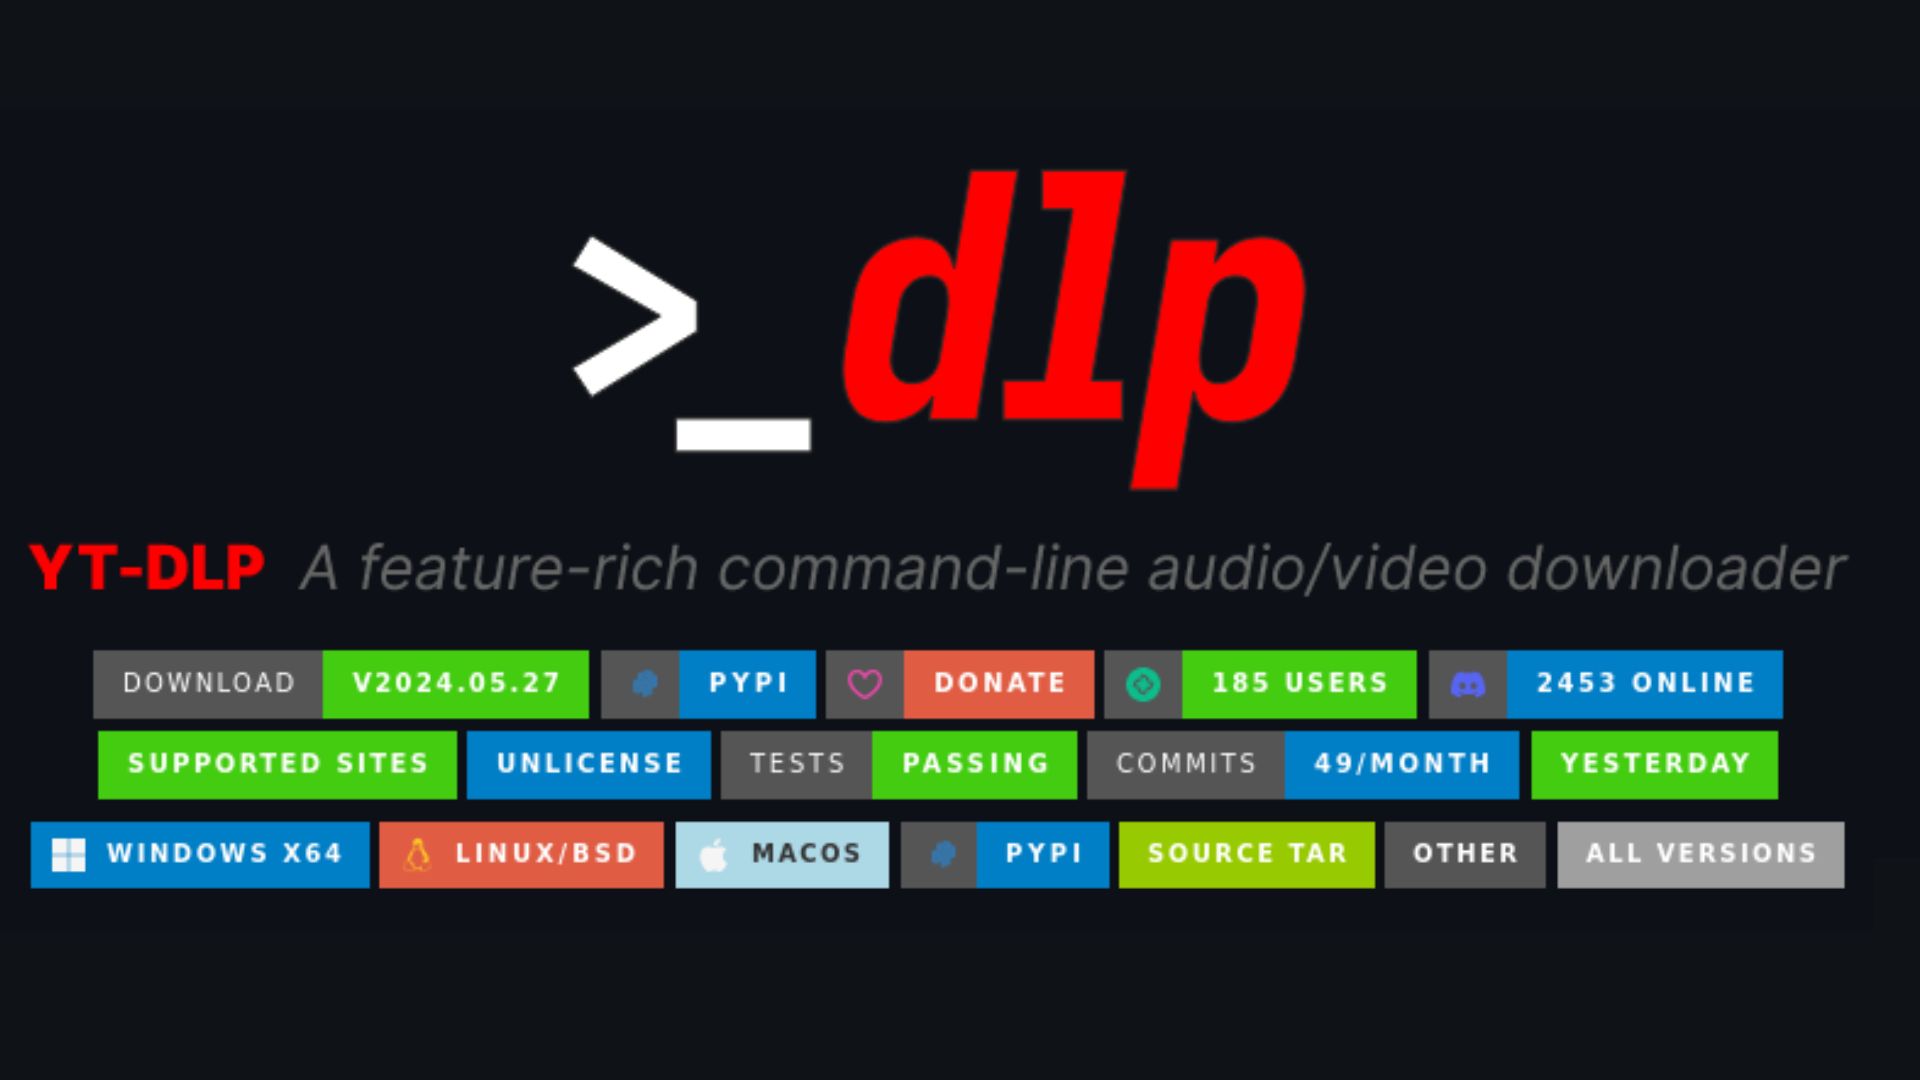 >_dlp
YT-DLP A feature-rich command-line audio/video downloader
DOWNLOAD V2024.05.27 PYPI DONATE 185 USERS 2453 ONLINE
SUPPORTED SITES UNLICENSE TESTS PASSING COMMITS 49/MONTH YESTERDAY
WINDOWS X64 LINUX/BSD MACOS PYPI SOURCE TAR OTHER ALL VERSIONS